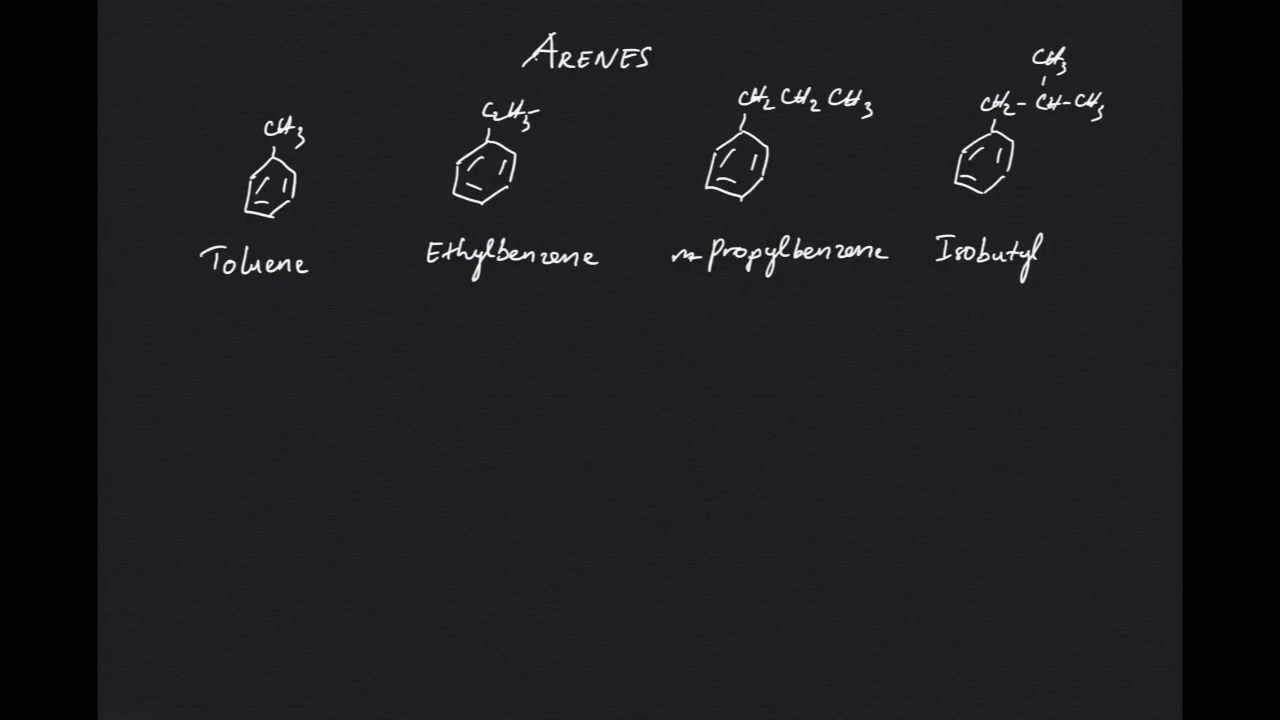 ARENES
CH3
CH3
C2H5
CH2 CH2 CH3
CH2-CH-CH3
Toluene
Ethylbenzene
n-Propylbenzene
Isobutyl